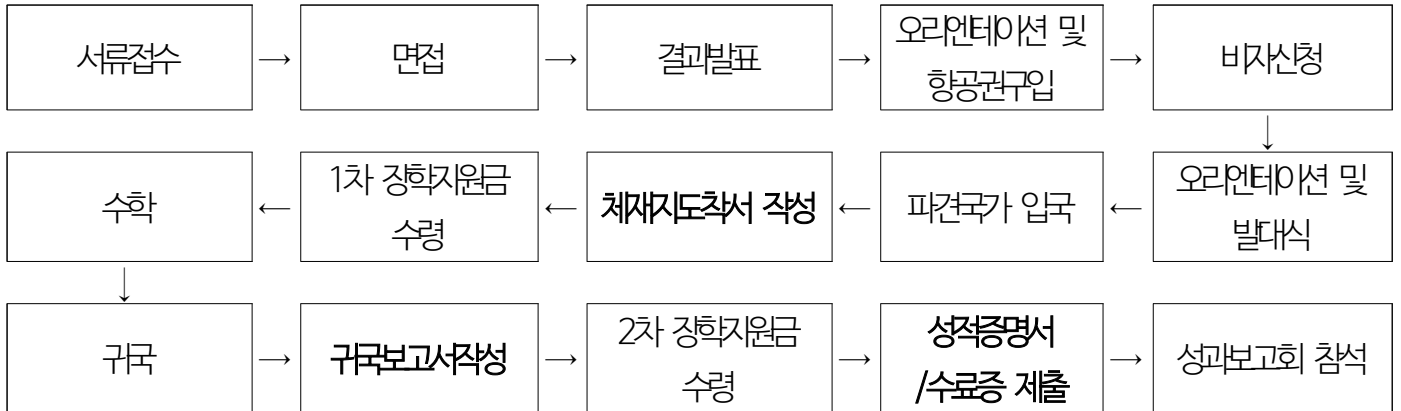 서류접수 → 면접 → 결과발표 → 오리엔테이션 및 항공권구입 → 비자신청
↓
수학 ← 1차 장학지원금 수령 ← 체재지도착서 작성 ← 파견국가 입국 ← 오리엔테이션 및 발대식
↓
귀국 → 귀국보고서작성 → 2차 장학지원금 수령 → 성적증명서 /수료증 제출 → 성과보고회 참석